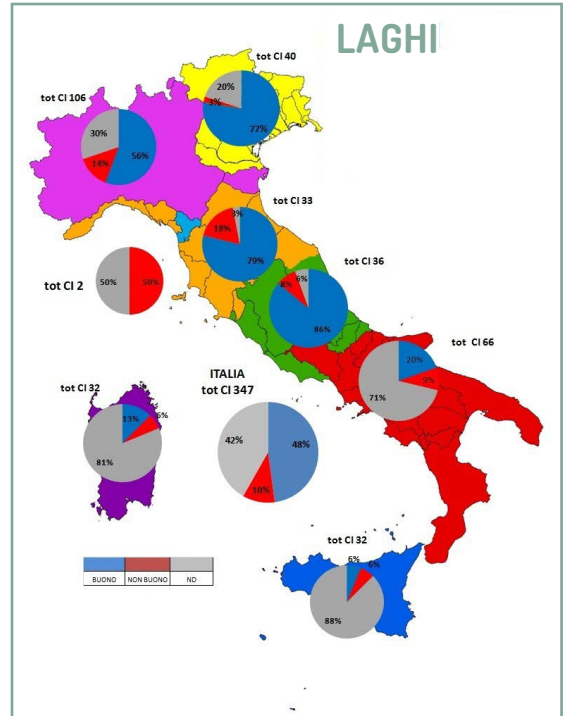 LAGHI
tot CI 40
20%
3%
77%
tot CI 106
30%
56%
14%
tot CI 33
3%
18%
79%
tot CI 36
6%
8%
86%
tot CI 2
50%
50%
tot CI 66
20%
9%
71%
tot CI 32
13%
6%
81%
ITALIA
tot CI 347
42%
48%
10%
tot CI 32
6%
6%
88%
BUONO
NON BUONO
ND